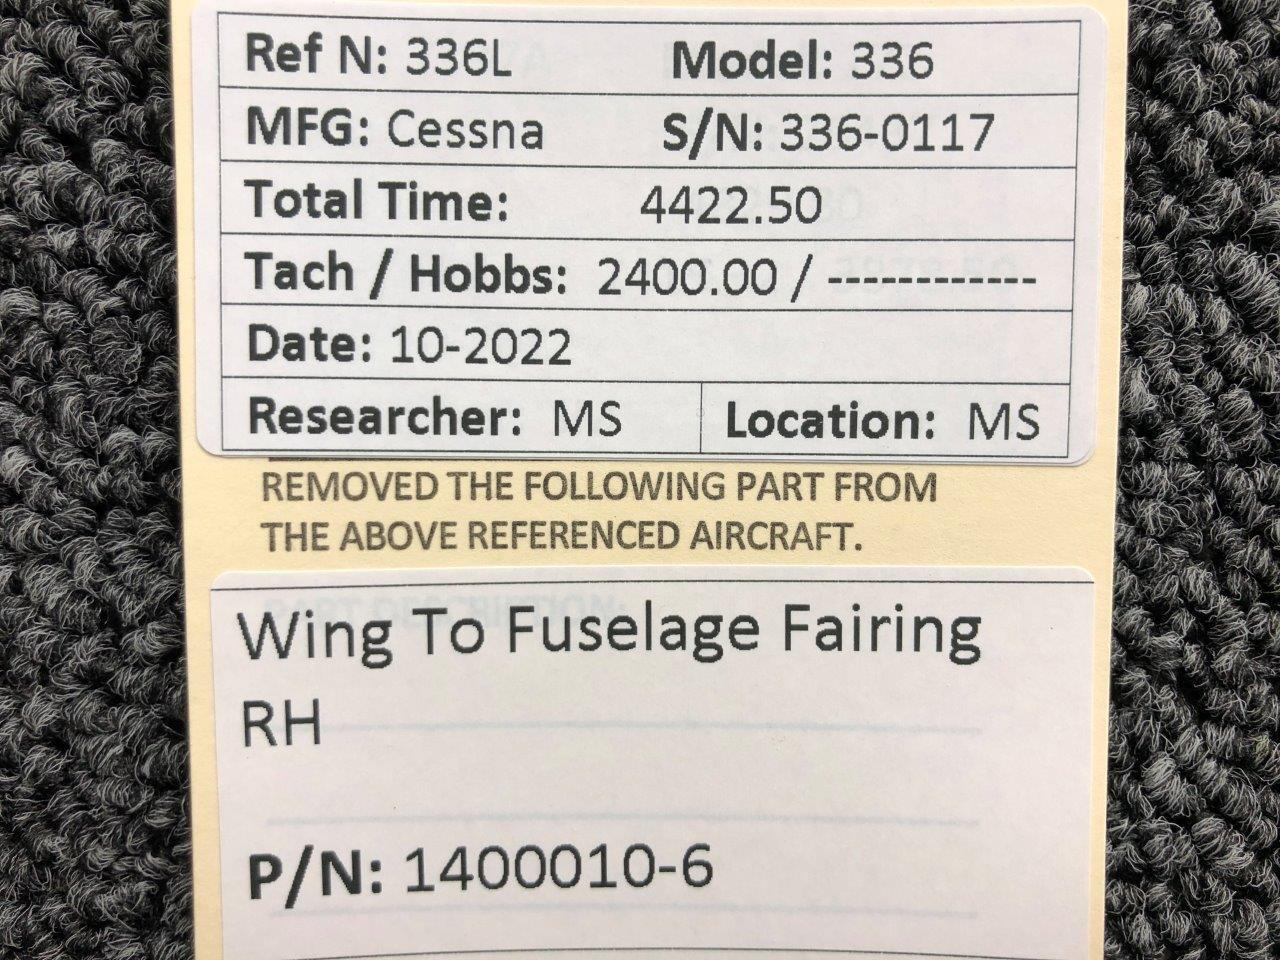 Ref N: 336L Model: 336
MFG: Cessna S/N: 336-0117
Total Time: 4422.50
Tach / Hobbs: 2400.00 / ------------
Date: 10-2022
Researcher: MS Location: MS
REMOVED THE FOLLOWING PART FROM
THE ABOVE REFERENCED AIRCRAFT.
PART DESCRIPTION:
Wing To Fuselage Fairing
RH
P/N: 1400010-6